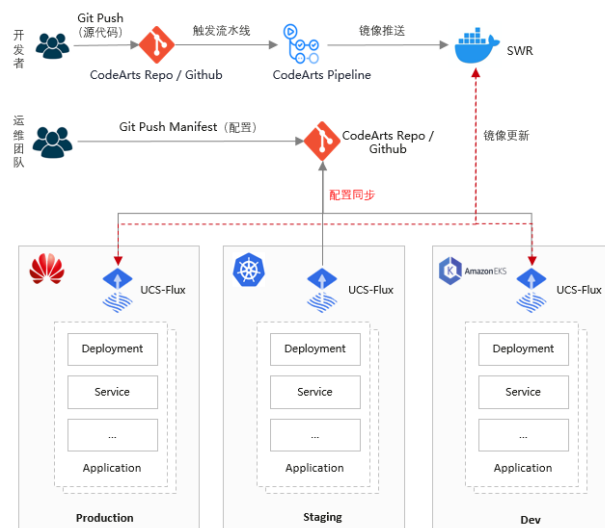 开发者
Git Push
（源代码）
触发流水线
镜像推送
CodeArts Repo / Github
CodeArts Pipeline
SWR
运维团队
Git Push Manifest（配置）
CodeArts Repo /
Github
镜像更新
配置同步
UCS-Flux
Deployment
Service
...
Application
Production
UCS-Flux
Deployment
Service
...
Application
Staging
K
Amazon EKS
UCS-Flux
Deployment
Service
...
Application
Dev